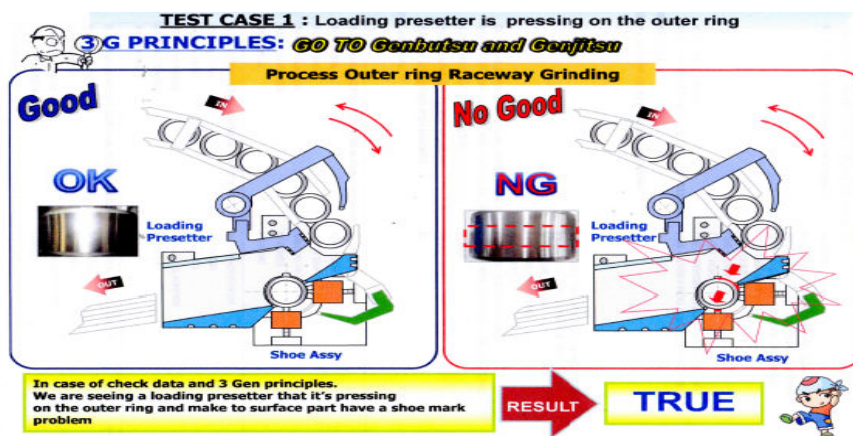 TEST CASE 1 : Loading presetter is pressing on the outer ring
3 G PRINCIPLES: GO TO Genbutsu and Genjitsu
Process Outer ring Raceway Grinding
Good
IN
OK
Loading
Presetter
OUT
Shoe Assy
No Good
IN
NG
Loading
Presetter
OUT
Shoe Assy
In case of check data and 3 Gen principles.
We are seeing a loading presetter that it's pressing
on the outer ring and make to surface part have a shoe mark
problem
RESULT
TRUE